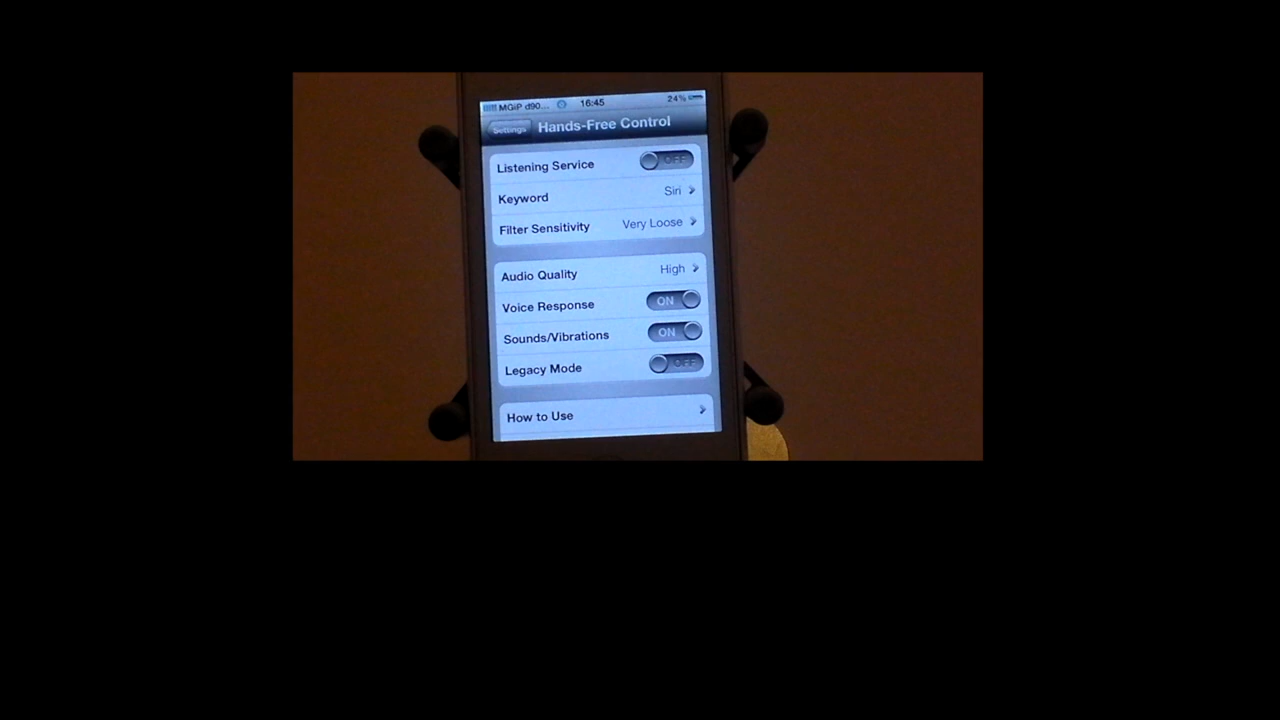 MGiP d90... 16:45 24%
Settings Hands-Free Control
Listening Service OFF
Keyword Siri
Filter Sensitivity Very Loose
Audio Quality High
Voice Response ON
Sounds/Vibrations ON
Legacy Mode OFF
How to Use